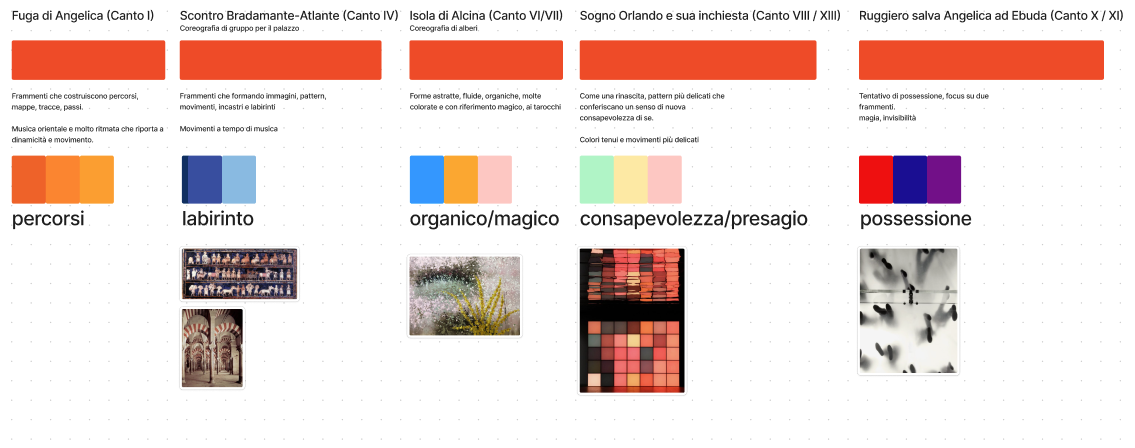 Fuga di Angelica (Canto I)
Frammenti che costruiscono percorsi,
mappe, tracce, passi.
Musica orientale e molto ritmata che riporta a
dinamicità e movimento.
percorsi
Scontro Bradamante-Atlante (Canto IV)
Coreografia di gruppo per il palazzo
Frammenti che formando immagini, pattern,
movimenti, incastri e labirinti
Movimenti a tempo di musica
labirinto
Isola di Alcina (Canto VI/VII)
Coreografia di alberi
Forme astratte, fluide, organiche, molte
colorate e con riferimento magico, ai tarocchi
organico/magico
Sogno Orlando e sua inchiesta (Canto VIII / XIII)
Come una rinascita, pattern più delicati che
conferiscano un senso di nuova
consapevolezza di se.
Colori tenui e movimenti più delicati
consapevolezza/presagio
Ruggiero salva Angelica ad Ebuda (Canto X / XI)
Tentativo di possessione, focus su due
frammenti.
magia, invisibilità
possessione